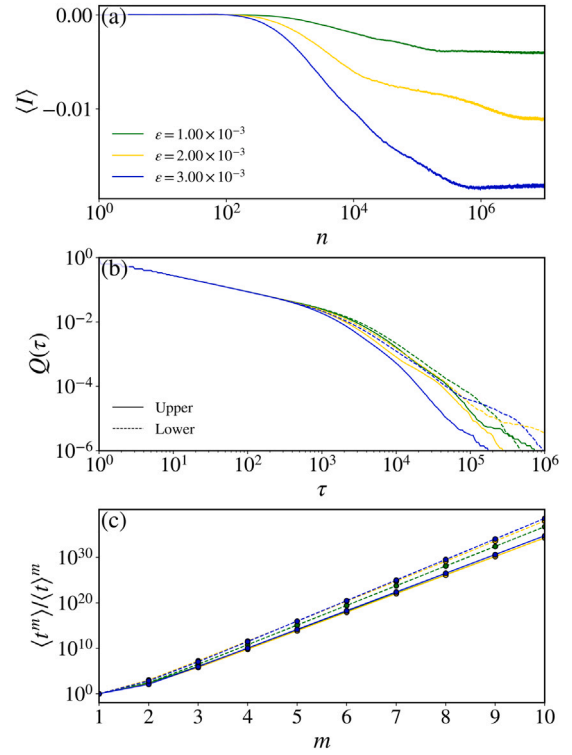 (a)
0.00
−0.01
⟨I⟩
ε = 1.00 × 10⁻³
ε = 2.00 × 10⁻³
ε = 3.00 × 10⁻³
10⁰ 10² 10⁴ 10⁶
n
(b)
10⁰
10⁻²
10⁻⁴
10⁻⁶
Q(τ)
Upper
Lower
10⁰ 10¹ 10² 10³ 10⁴ 10⁵ 10⁶
τ
(c)
10³⁰
10²⁰
10¹⁰
10⁰
⟨tᵐ⟩/⟨t⟩ᵐ
1 2 3 4 5 6 7 8 9 10
m